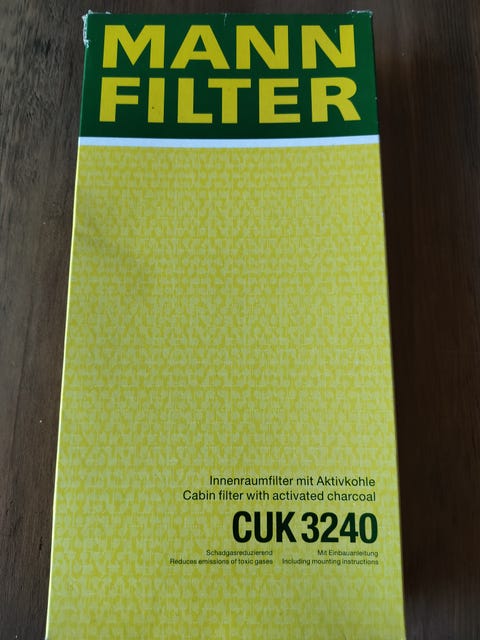 MANN
FILTER
Innenraumfilter mit Aktivkohle
Cabin filter with activated charcoal
CUK 3240
Schadgasreduzierend Mit Einbauanleitung
Reduces emissions of toxic gases Including mounting instructions